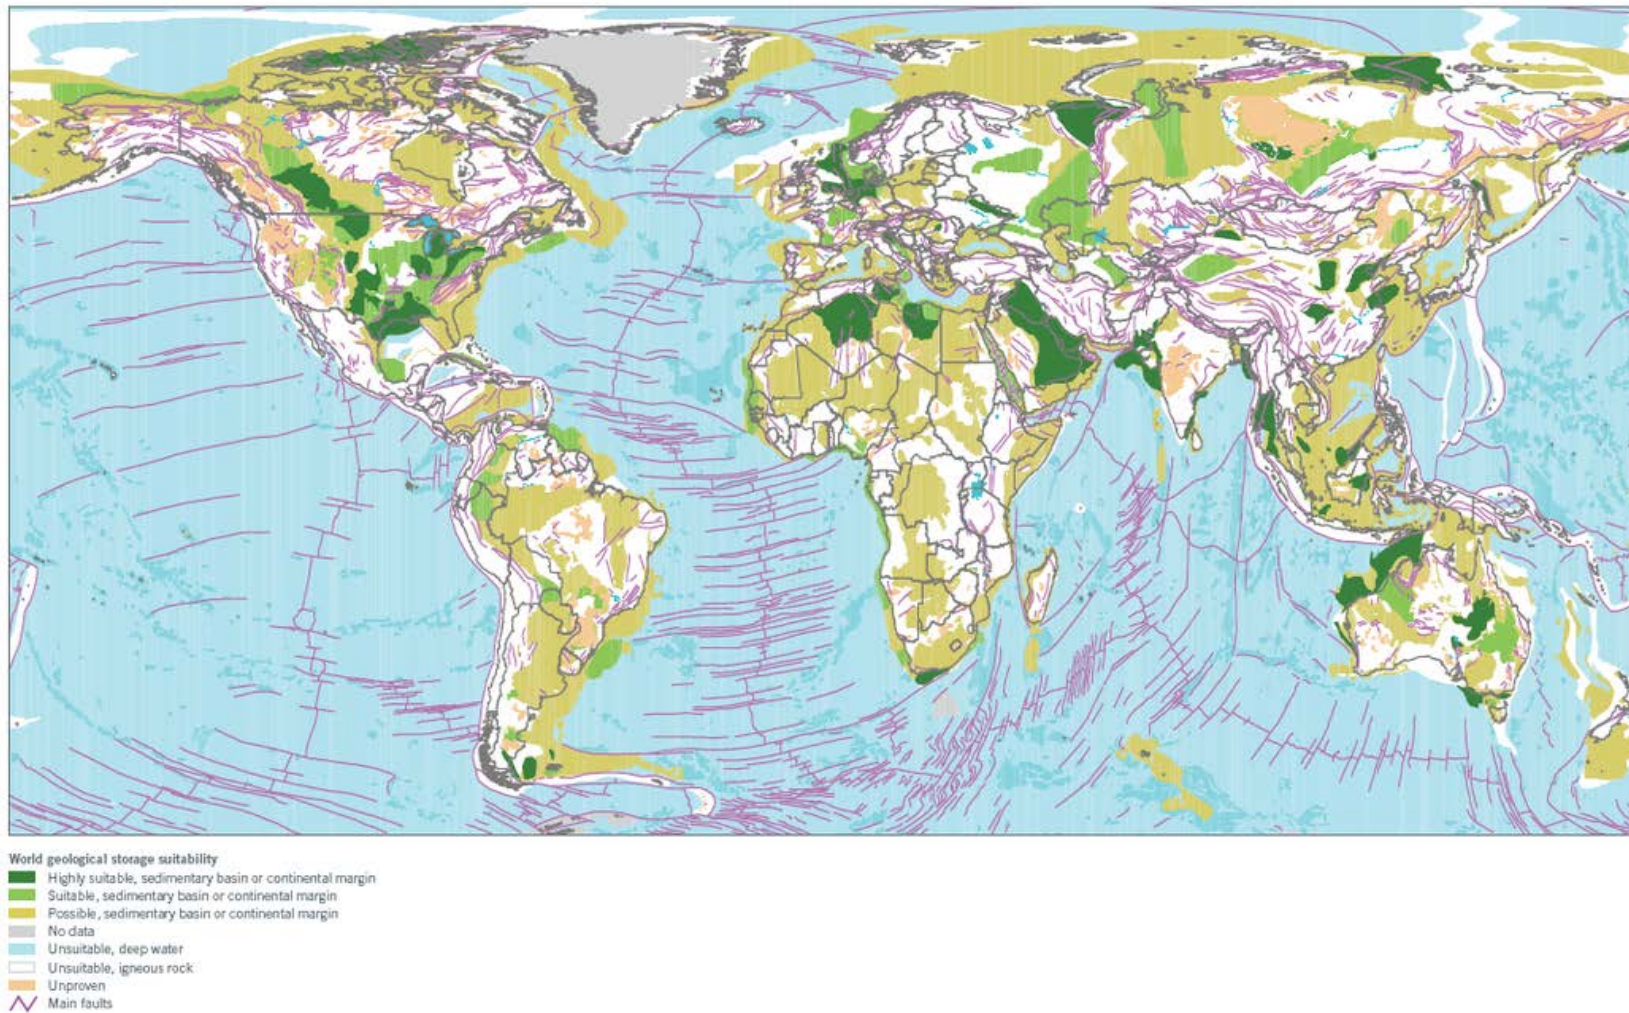 World geological storage suitability
Highly suitable, sedimentary basin or continental margin
Suitable, sedimentary basin or continental margin
Possible, sedimentary basin or continental margin
No data
Unsuitable, deep water
Unsuitable, igneous rock
Unproven
Main faults